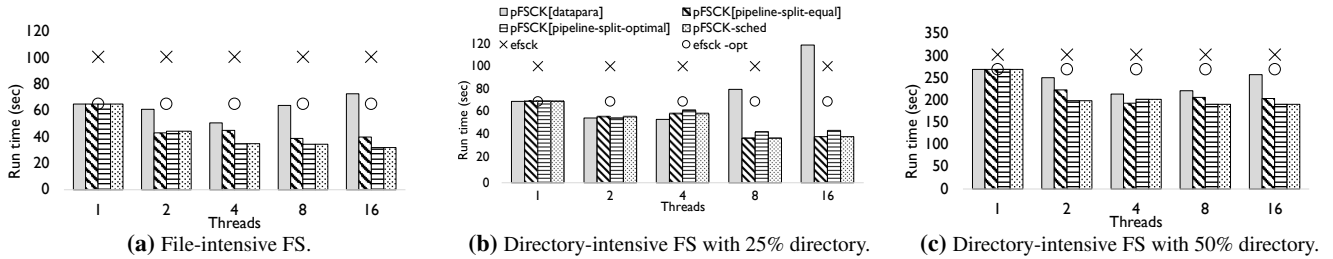 pFSCK[datapara] pFSCK[pipeline-split-equal]
pFSCK[pipeline-split-optimal] pFSCK-sched
efsck efsck -opt
Run time (sec)
120
100
80
60
40
20
0
1 2 4 8 16
Threads
(a) File-intensive FS.
Run time (sec)
120
100
80
60
40
20
0
1 2 4 8 16
Threads
(b) Directory-intensive FS with 25% directory.
Run time (sec)
350
300
250
200
150
100
50
0
1 2 4 8 16
Threads
(c) Directory-intensive FS with 50% directory.